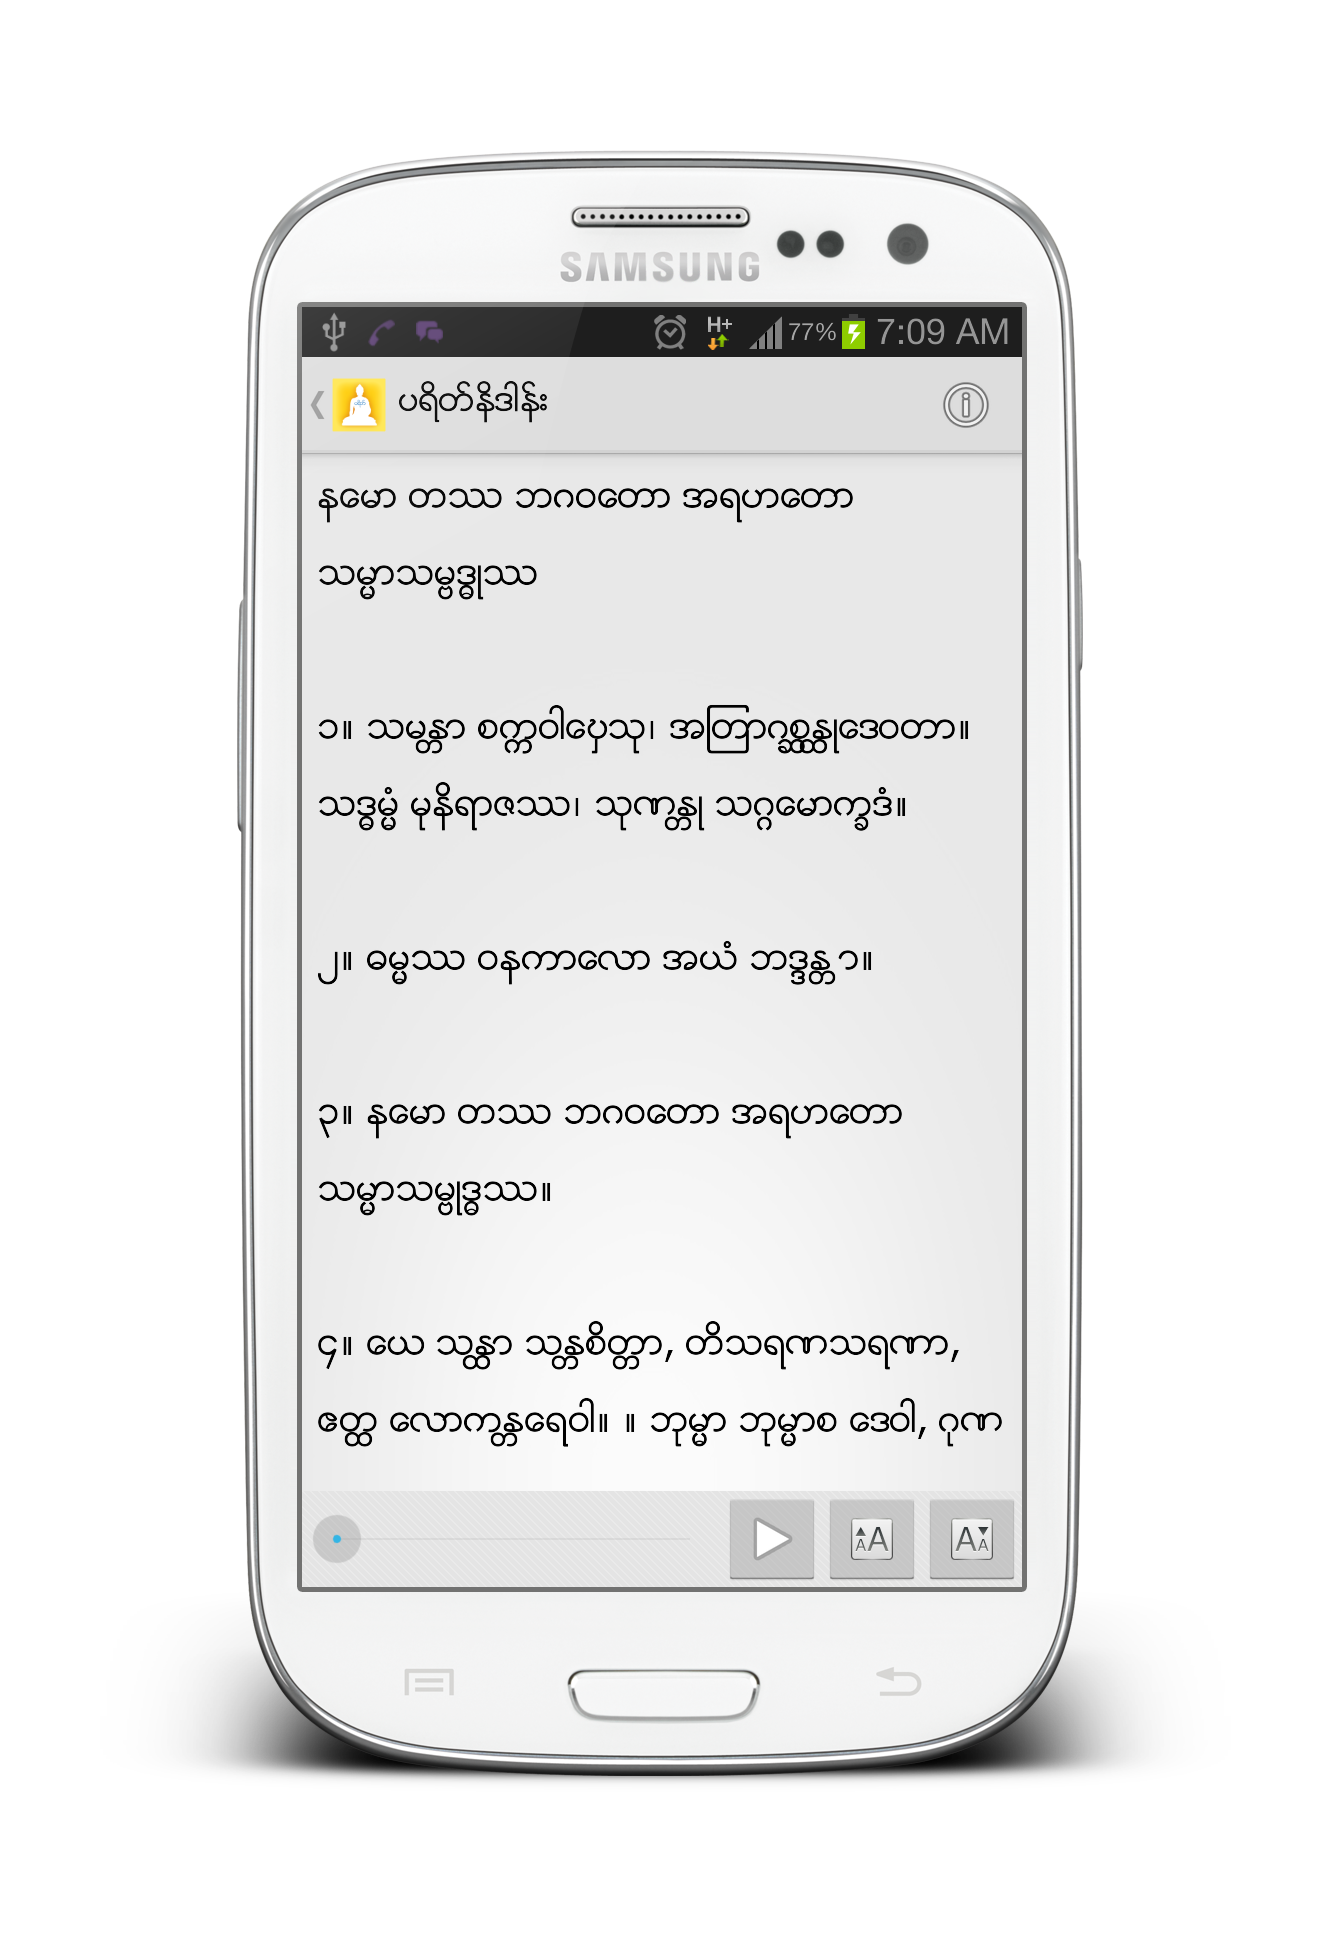 SAMSUNG
H+ 77% 7:09 AM
ပရိတ်နိဒါန်း
နမော တဿ ဘဂဝတော အရဟတော
သမ္မာသမ္ဗဒ္ဓုဿ
၁။ သမန္တာ စက္ကဝါဠေသု၊ အတြာဂစ္ဆန္တုဒေဝတာ။
သဒ္ဓမ္မံ မုနိရာဇဿ၊ သုဏန္တု သဂ္ဂမောက္ခဒံ။
၂။ ဓမ္မဿ ဝနကာလော အယံ ဘဒ္ဒန္တာ။
၃။ နမော တဿ ဘဂဝတော အရဟတော
သမ္မာသမ္ဗုဒ္ဓဿ။
၄။ ယေ သန္ထာ သန္တစိတ္တာ, တိသရဏသရဏာ,
ဧတ္ထ လောကန္တရေဝါ။ ။ ဘုမ္မာ ဘုမ္မာစ ဒေဝါ, ဂုဏ
AA AA